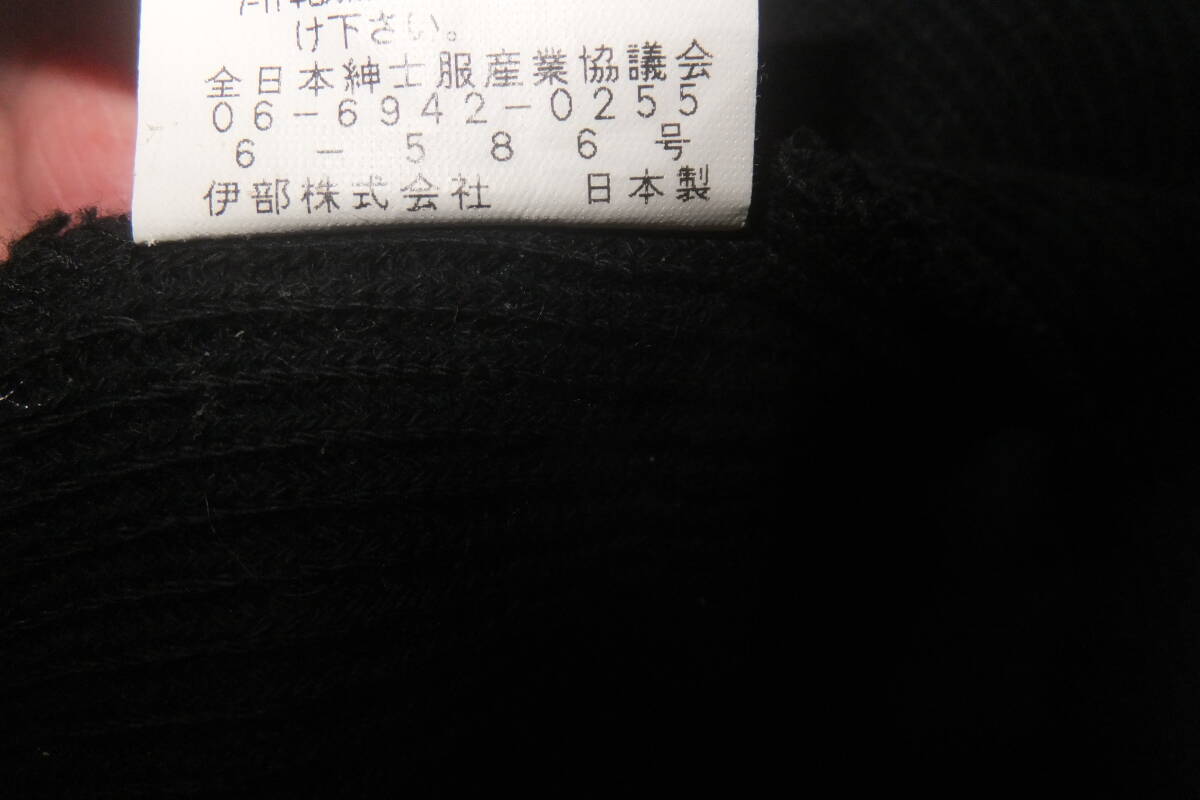 け下さい。
全日本紳士服産業協議会
06-6942-0255
6-586号
伊部株式会社 日本製